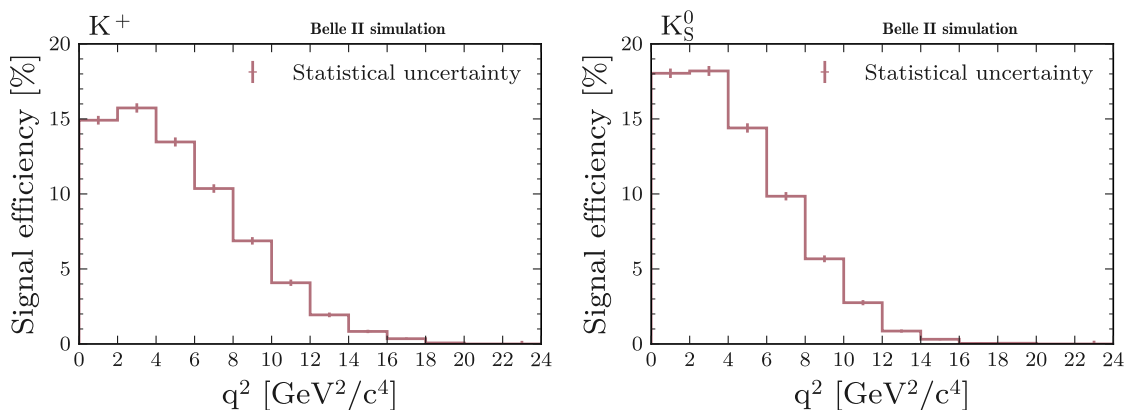 K⁺ Belle II simulation
Statistical uncertainty
Signal efficiency [%]
20
15
10
5
0
0 2 4 6 8 10 12 14 16 18 20 22 24
q² [GeV²/c⁴]
K⁰_S Belle II simulation
Statistical uncertainty
Signal efficiency [%]
20
15
10
5
0
0 2 4 6 8 10 12 14 16 18 20 22 24
q² [GeV²/c⁴]